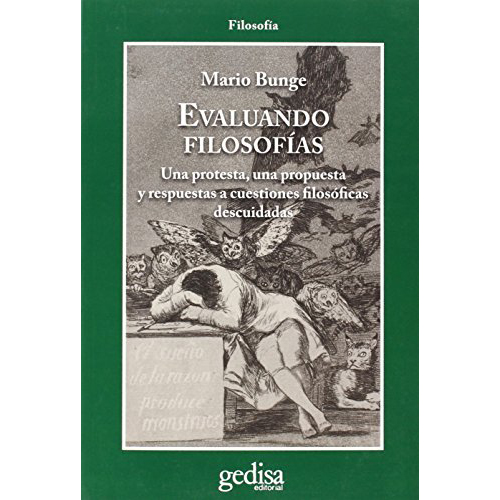 Filosofía
Mario Bunge
EVALUANDO
FILOSOFÍAS
Una protesta, una propuesta
y respuestas a cuestiones filosóficas
descuidadas
El sueño
de la razon
produce
monstruos
gedisa
editorial